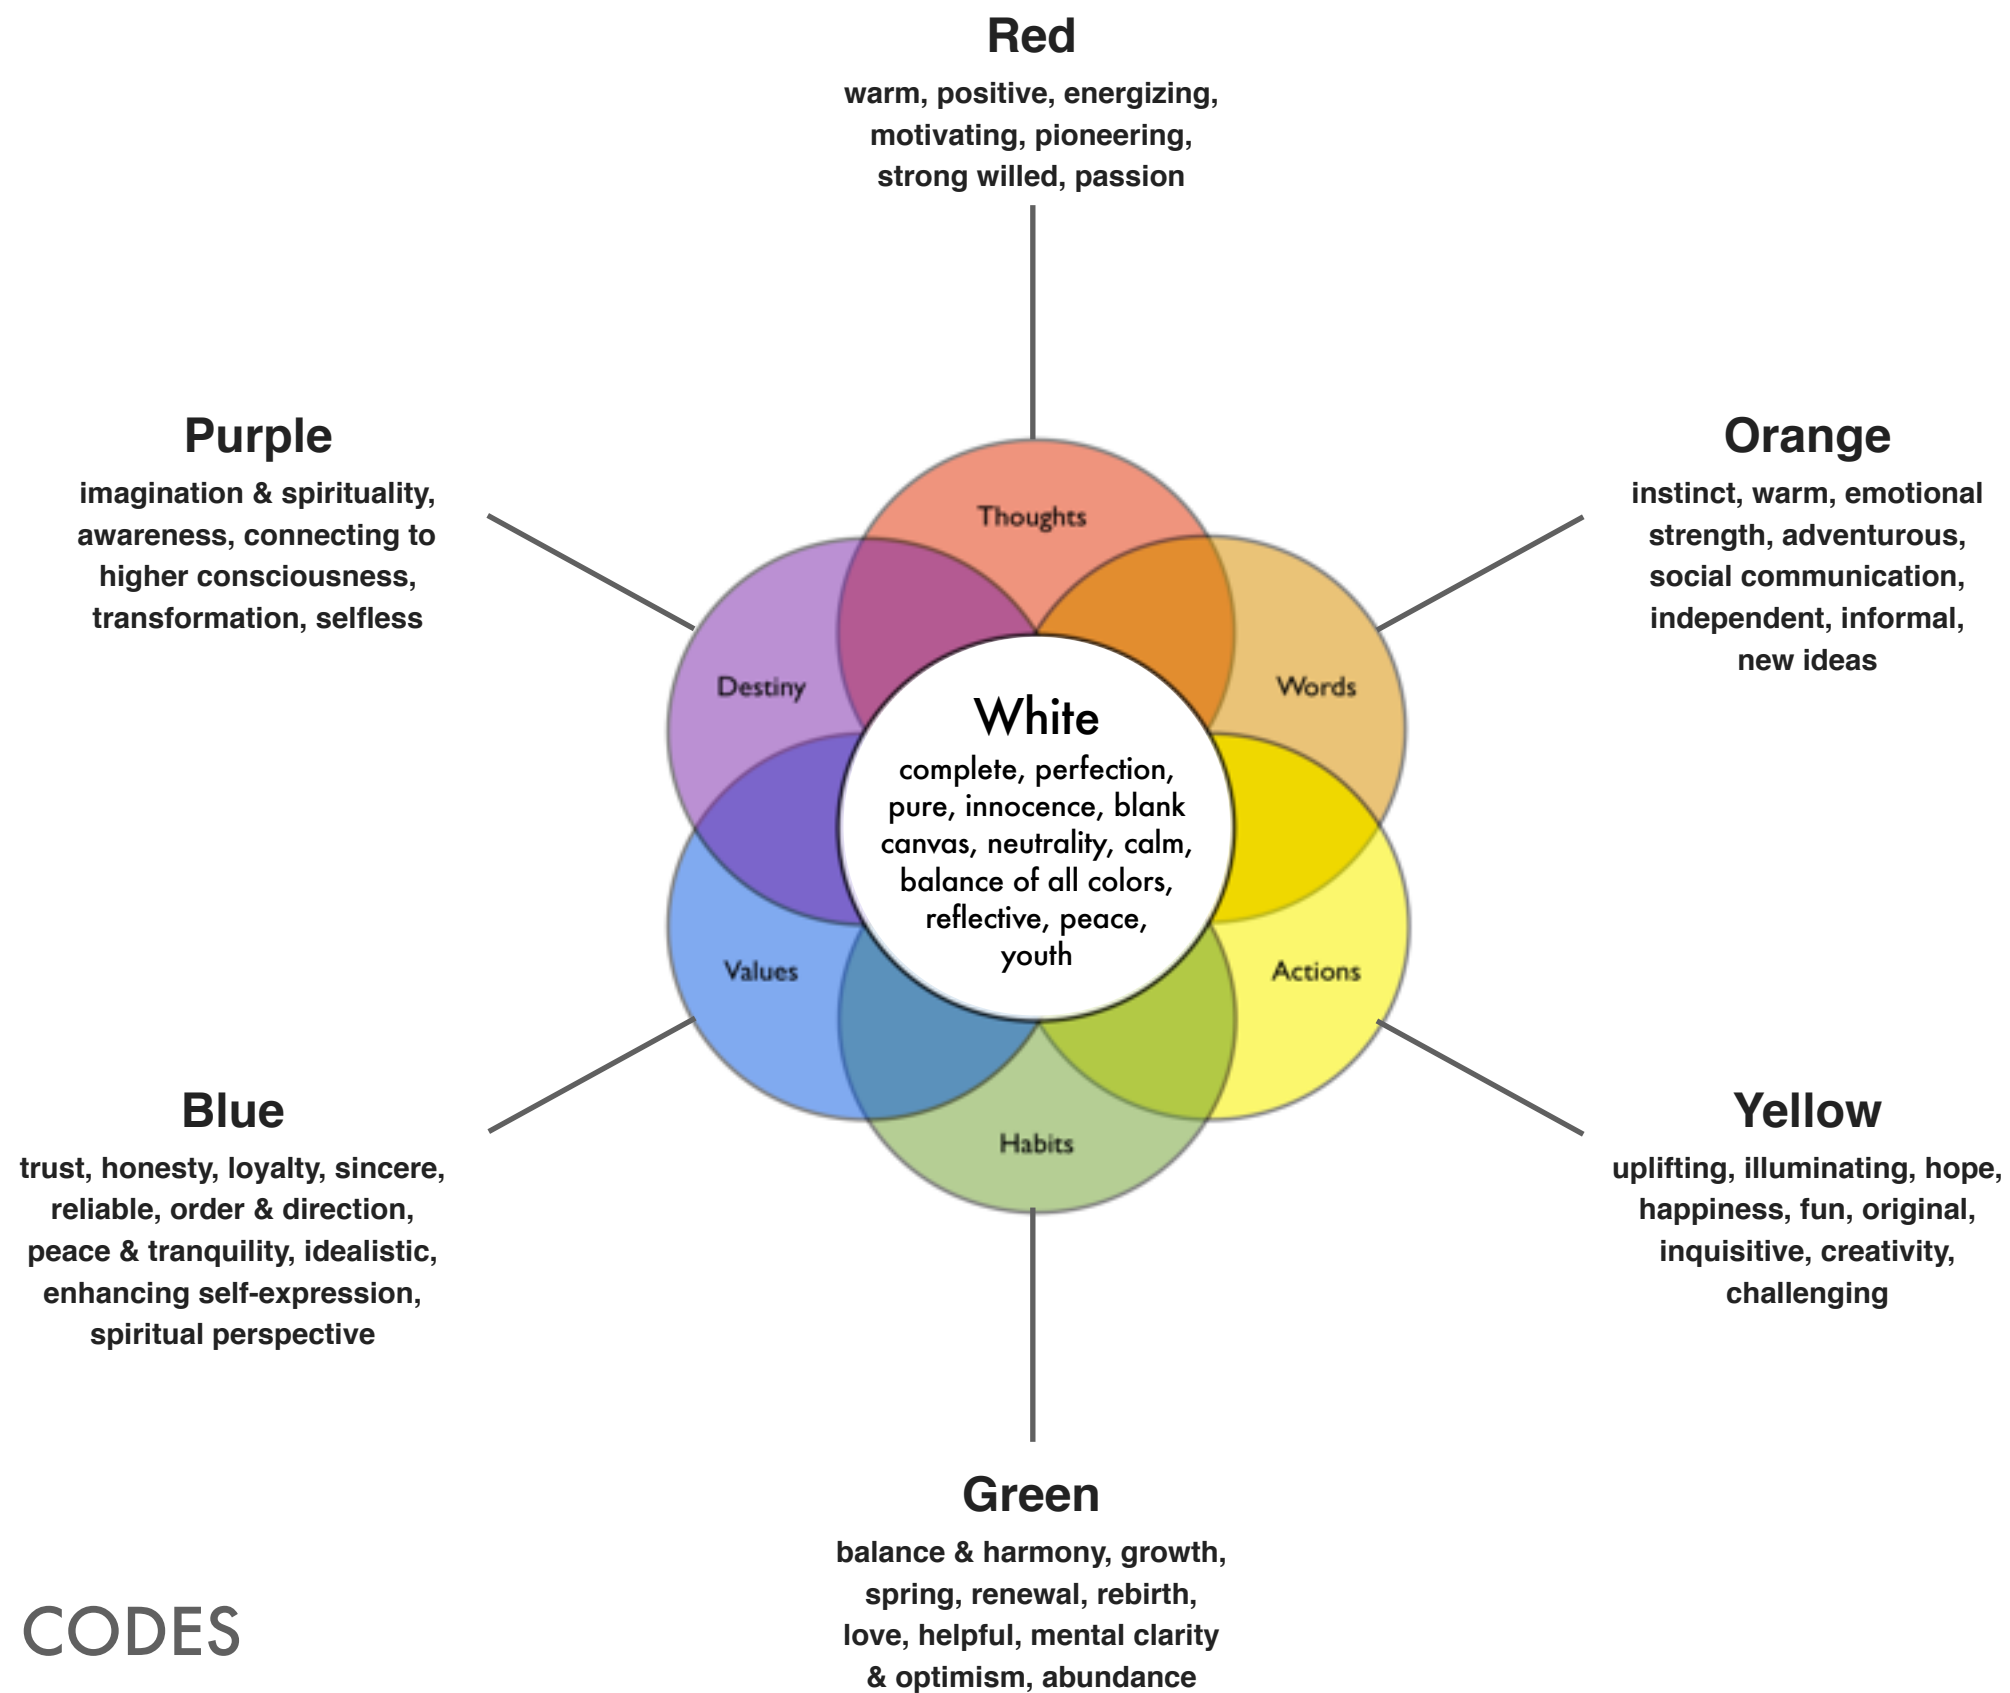 Red
warm, positive, energizing,
motivating, pioneering,
strong willed, passion
Purple
imagination & spirituality,
awareness, connecting to
higher consciousness,
transformation, selfless
Orange
instinct, warm, emotional
strength, adventurous,
social communication,
independent, informal,
new ideas
Thoughts
Destiny
Words
White
complete, perfection,
pure, innocence, blank
canvas, neutrality, calm,
balance of all colors,
reflective, peace,
youth
Values
Actions
Habits
Blue
trust, honesty, loyalty, sincere,
reliable, order & direction,
peace & tranquility, idealistic,
enhancing self-expression,
spiritual perspective
Yellow
uplifting, illuminating, hope,
happiness, fun, original,
inquisitive, creativity,
challenging
Green
balance & harmony, growth,
spring, renewal, rebirth,
love, helpful, mental clarity
& optimism, abundance
CODES